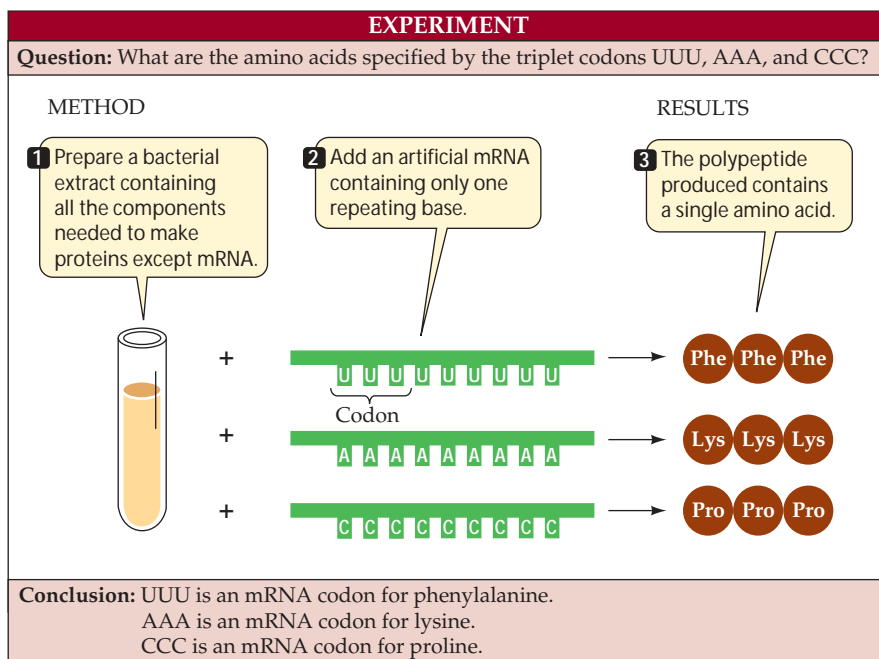 EXPERIMENT
Question: What are the amino acids specified by the triplet codons UUU, AAA, and CCC?
METHOD
RESULTS
1 Prepare a bacterial
extract containing
all the components
needed to make
proteins except mRNA.
2 Add an artificial mRNA
containing only one
repeating base.
3 The polypeptide
produced contains
a single amino acid.
+ U U U U U U U U U Phe Phe Phe
Codon
+ A A A A A A A A A Lys Lys Lys
+ C C C C C C C C C Pro Pro Pro
Conclusion: UUU is an mRNA codon for phenylalanine.
AAA is an mRNA codon for lysine.
CCC is an mRNA codon for proline.